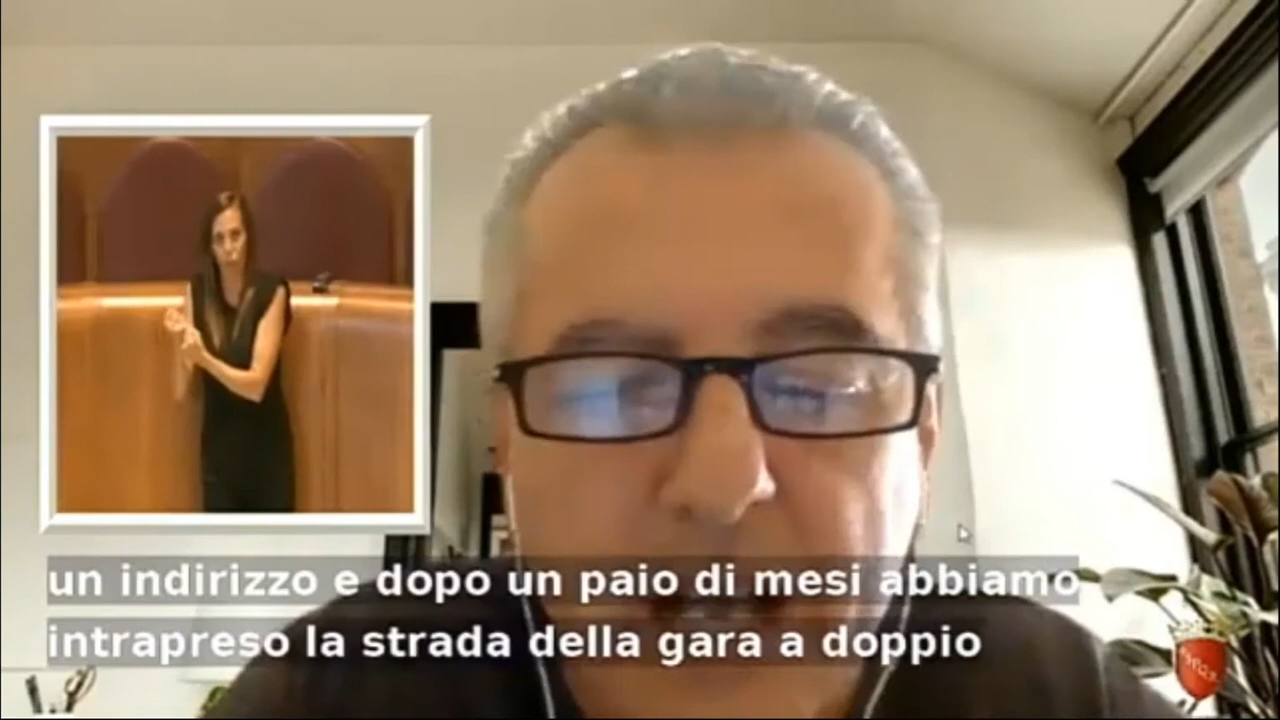 un indirizzo e dopo un paio di mesi abbiamo
intrapreso la strada della gara a doppio